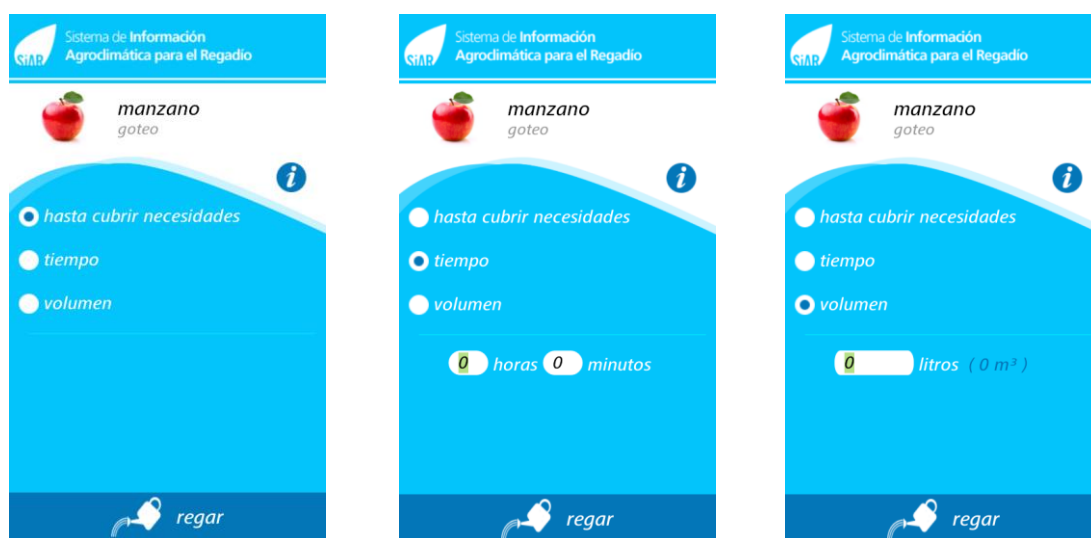 SiAR
Sistema de Información
Agroclimática para el Regadío
manzano
goteo
i
hasta cubrir necesidades
tiempo
volumen
regar
SiAR
Sistema de Información
Agroclimática para el Regadío
manzano
goteo
i
hasta cubrir necesidades
tiempo
volumen
0 horas 0 minutos
regar
SiAR
Sistema de Información
Agroclimática para el Regadío
manzano
goteo
i
hasta cubrir necesidades
tiempo
volumen
0 litros ( 0 m³ )
regar